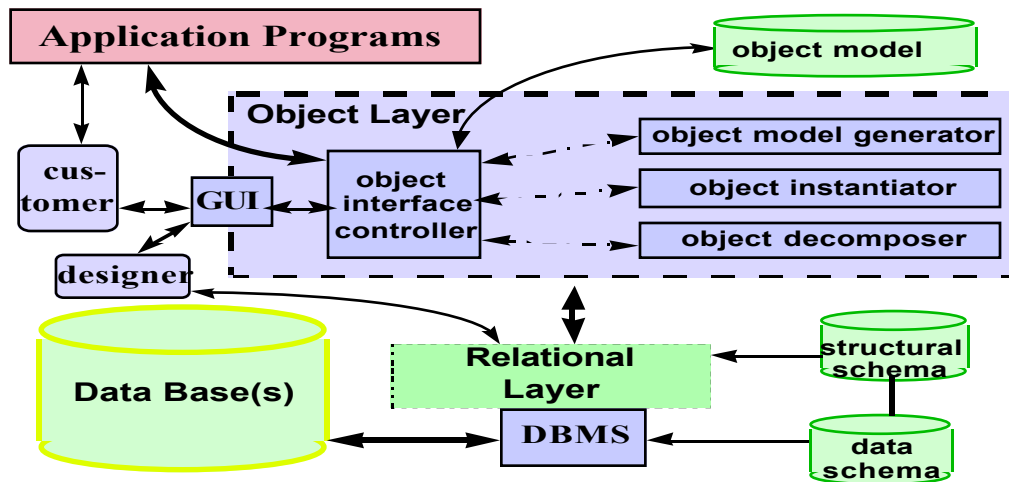 Application Programs
object model
Object Layer
object model generator
cus-
tomer
GUI
object
interface
controller
object instantiator
object decomposer
designer
Data Base(s)
Relational
Layer
structural
schema
DBMS
data
schema